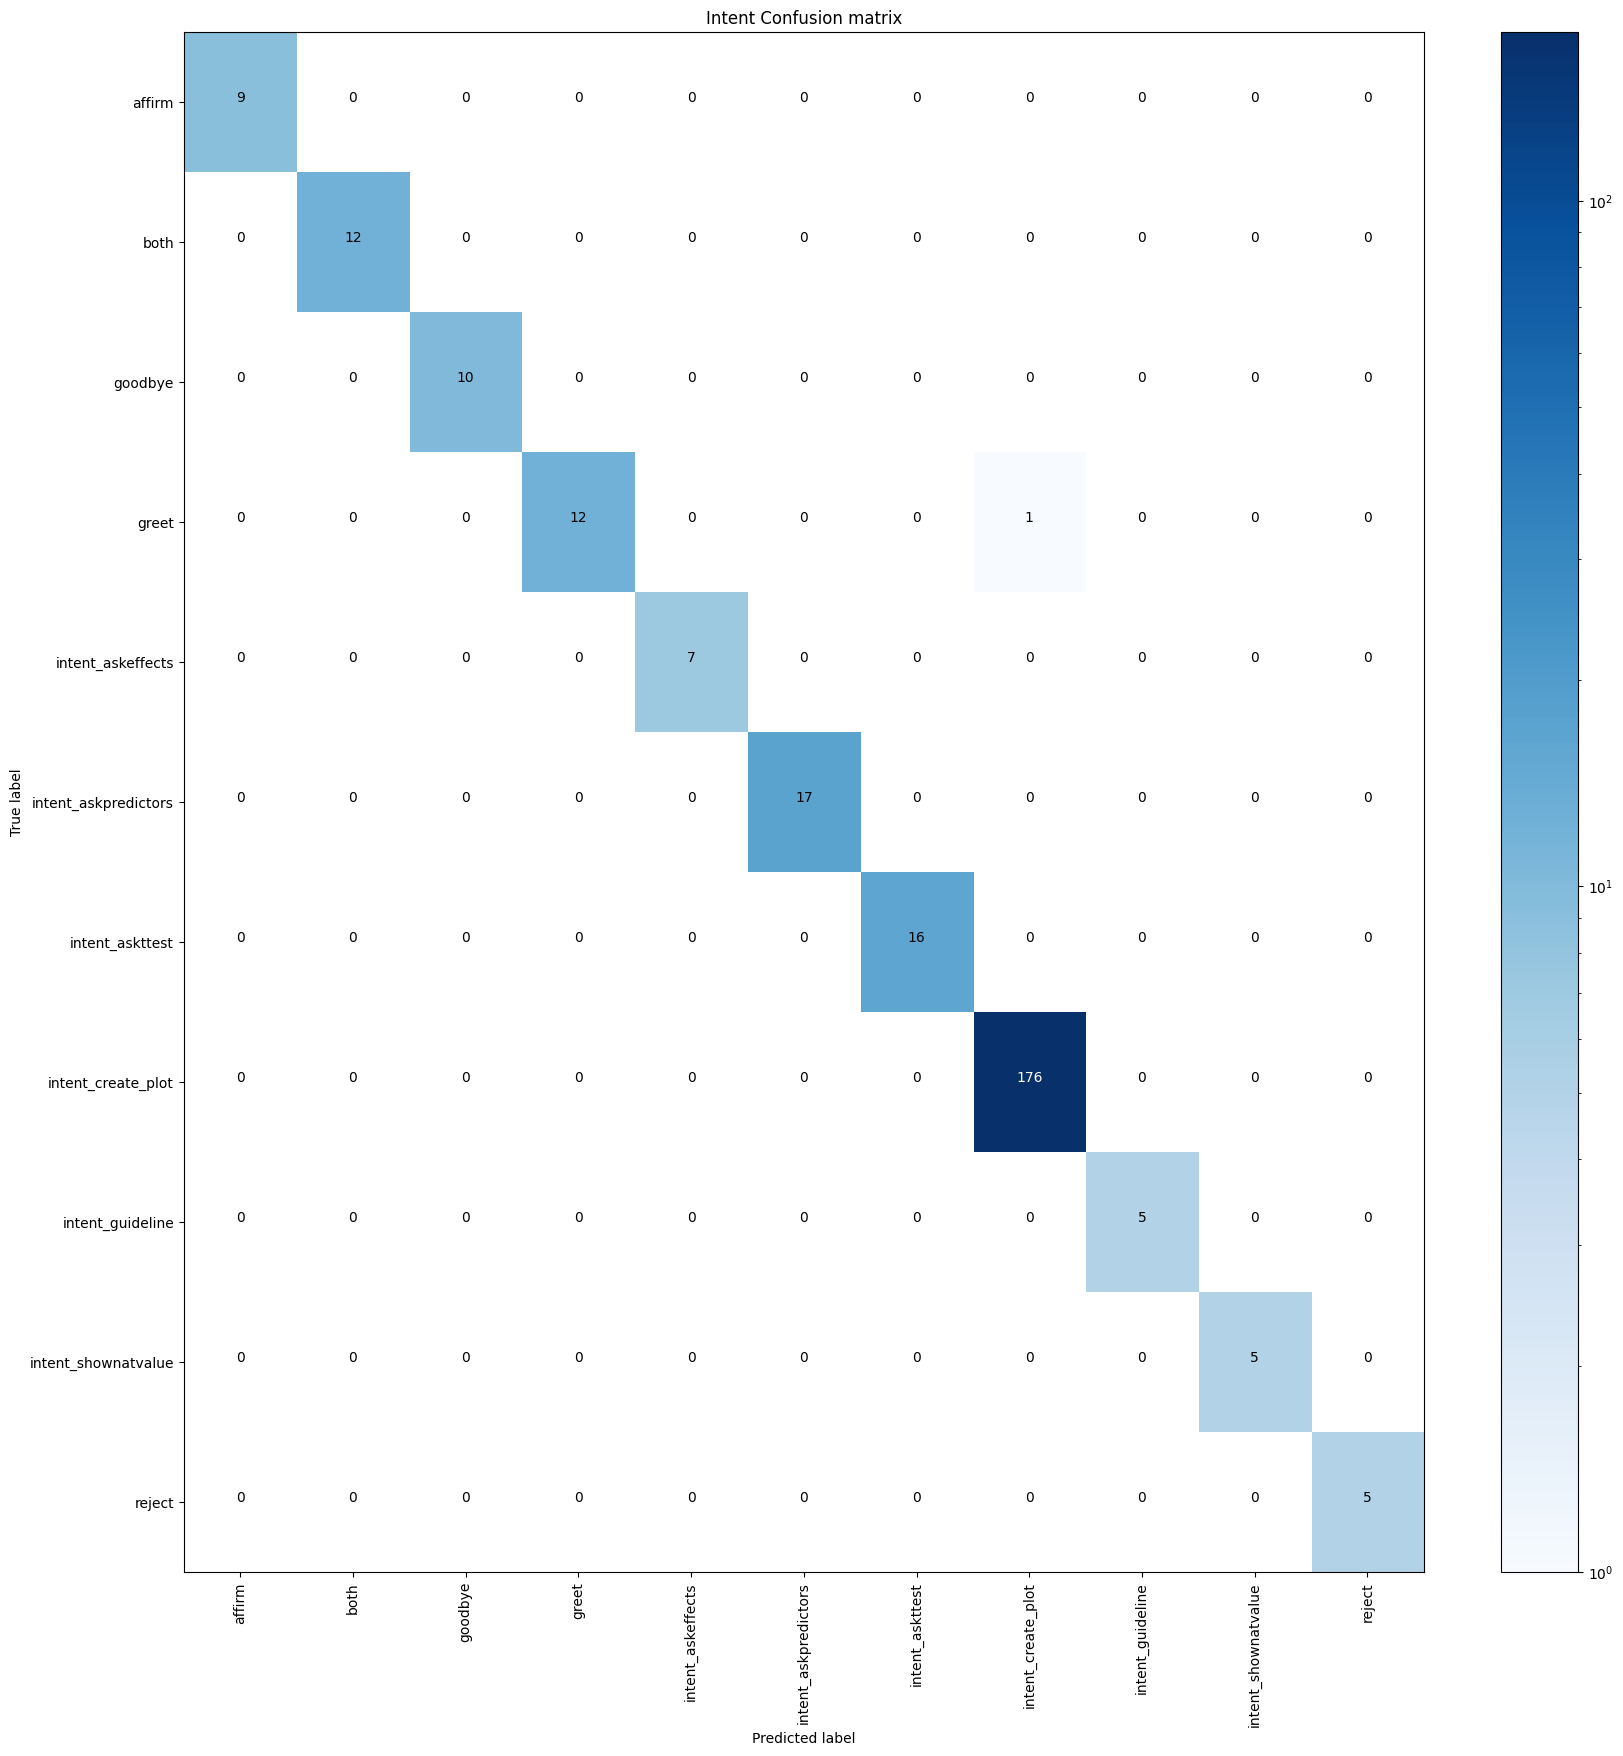 Intent Confusion matrix
affirm 9 0 0 0 0 0 0 0 0 0 0
both 0 12 0 0 0 0 0 0 0 0 0
goodbye 0 0 10 0 0 0 0 0 0 0 0
greet 0 0 0 12 0 0 0 1 0 0 0
intent_askeffects 0 0 0 0 7 0 0 0 0 0 0
intent_askpredictors 0 0 0 0 0 17 0 0 0 0 0
intent_askttest 0 0 0 0 0 0 16 0 0 0 0
intent_create_plot 0 0 0 0 0 0 0 176 0 0 0
intent_guideline 0 0 0 0 0 0 0 0 5 0 0
intent_shownatvalue 0 0 0 0 0 0 0 0 0 5 0
reject 0 0 0 0 0 0 0 0 0 0 5
True label
affirm
both
goodbye
greet
intent_askeffects
intent_askpredictors
intent_askttest
intent_create_plot
intent_guideline
intent_shownatvalue
reject
Predicted label
10²
10¹
10⁰